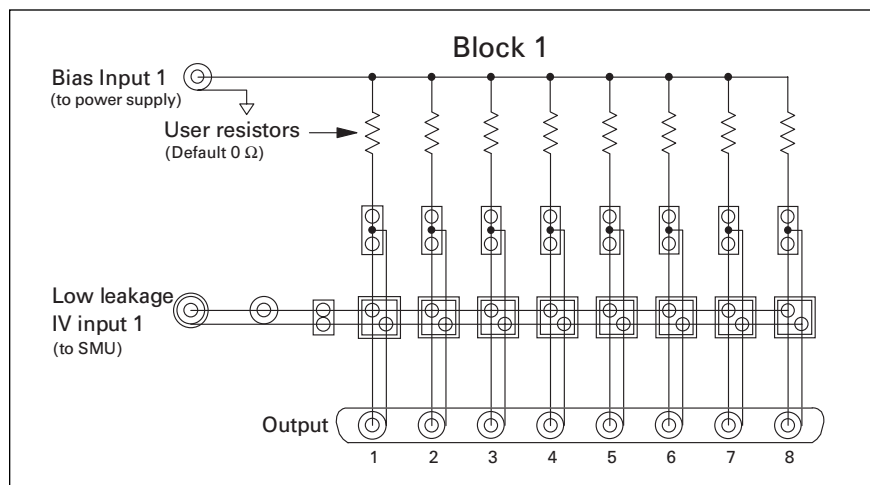 Block 1
Bias Input 1
(to power supply)
User resistors
(Default 0 Ω)
Low leakage
IV input 1
(to SMU)
Output
1 2 3 4 5 6 7 8